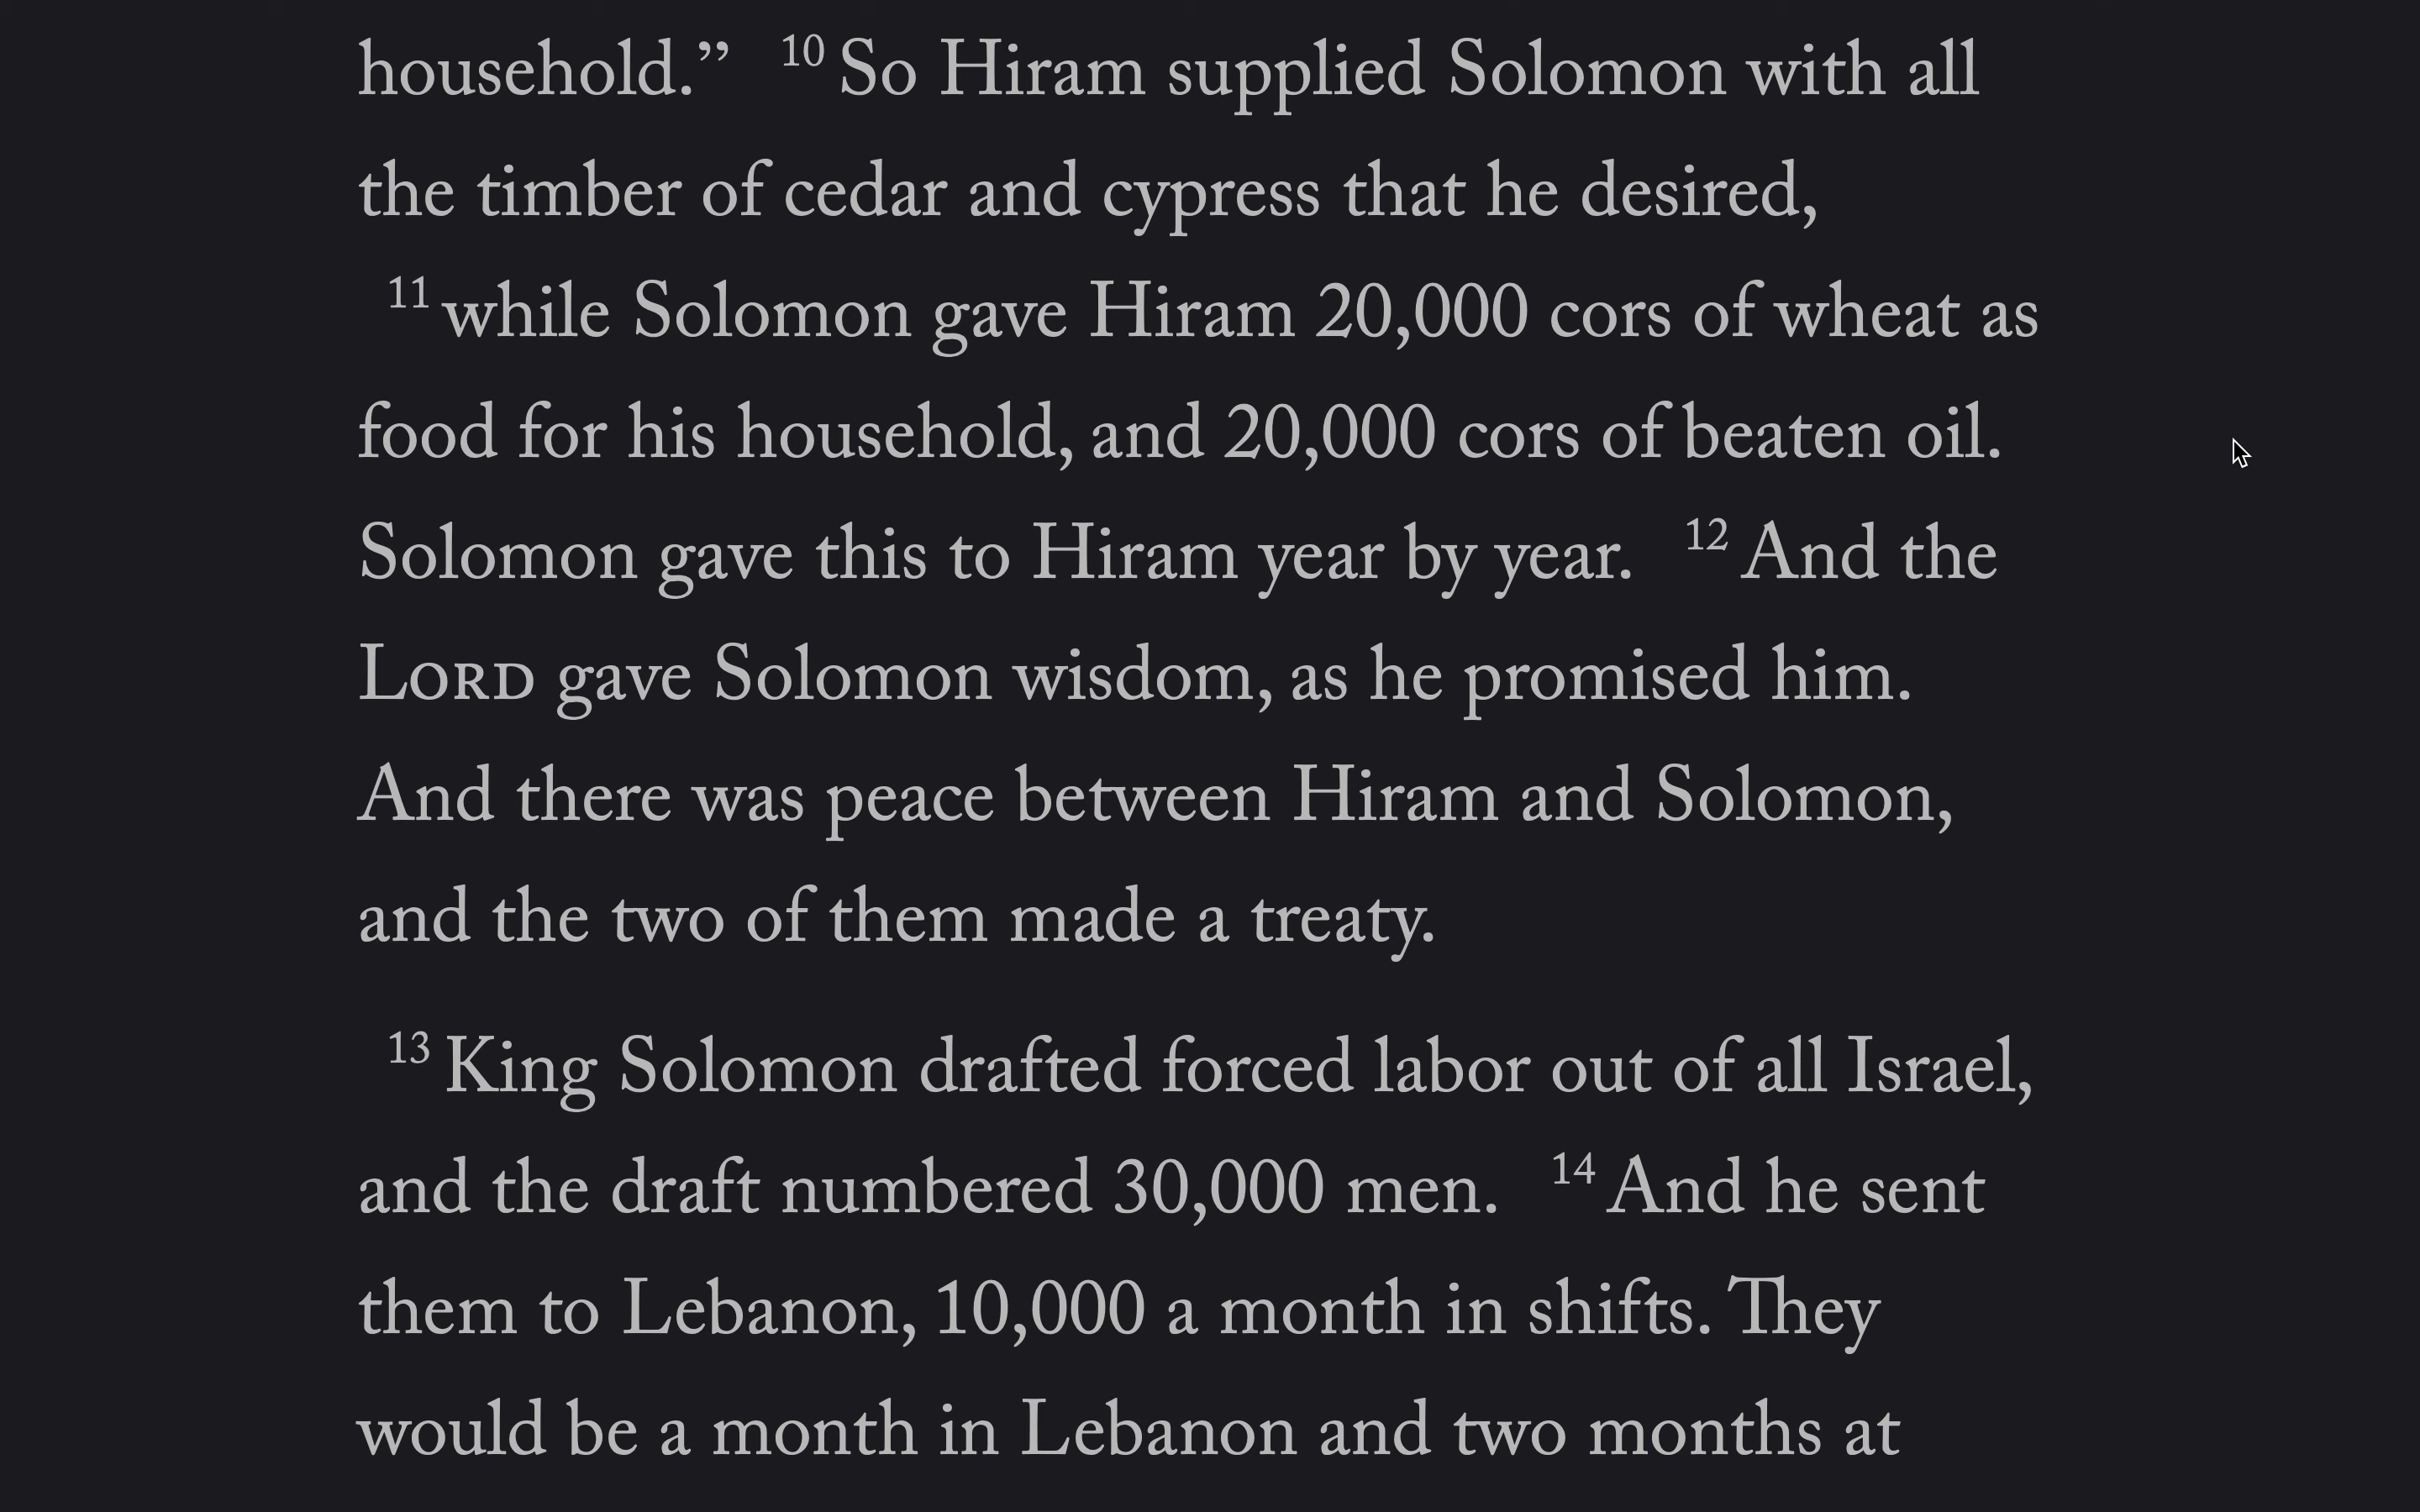 household.” 10 So Hiram supplied Solomon with all
the timber of cedar and cypress that he desired,
11 while Solomon gave Hiram 20,000 cors of wheat as
food for his household, and 20,000 cors of beaten oil.
Solomon gave this to Hiram year by year. 12 And the
LORD gave Solomon wisdom, as he promised him.
And there was peace between Hiram and Solomon,
and the two of them made a treaty.
13 King Solomon drafted forced labor out of all Israel,
and the draft numbered 30,000 men. 14 And he sent
them to Lebanon, 10,000 a month in shifts. They
would be a month in Lebanon and two months at